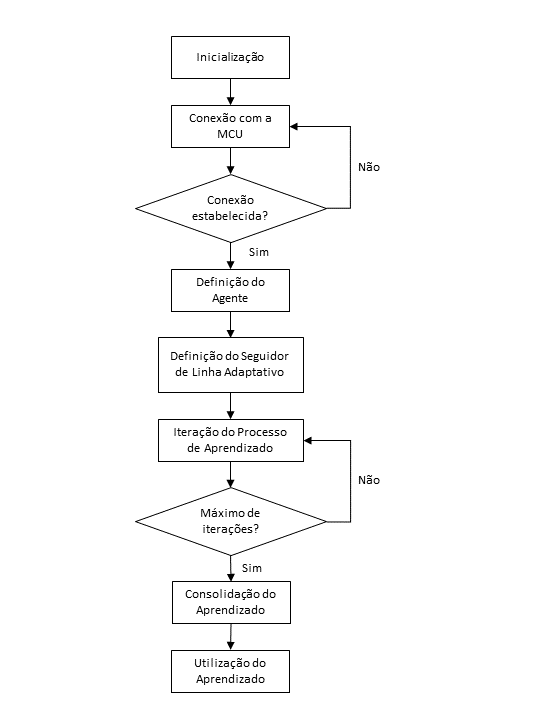 Inicialização
Conexão com a
MCU
Não
Conexão
estabelecida?
Sim
Definição do
Agente
Definição do Seguidor
de Linha Adaptativo
Iteração do Processo
de Aprendizado
Não
Máximo de
iterações?
Sim
Consolidação do
Aprendizado
Utilização do
Aprendizado